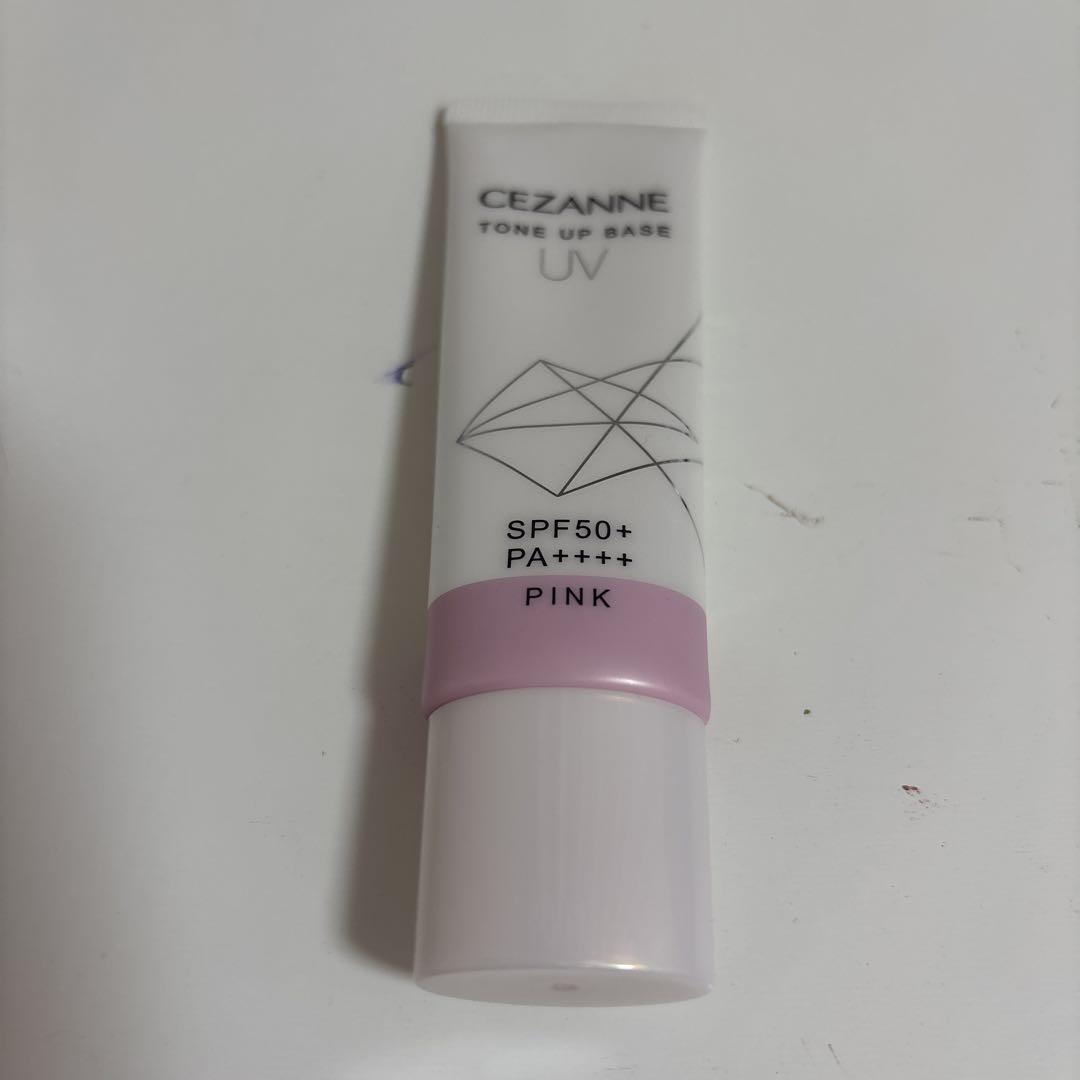 CEZANNE
TONE UP BASE
UV
SPF50+
PA++++
PINK